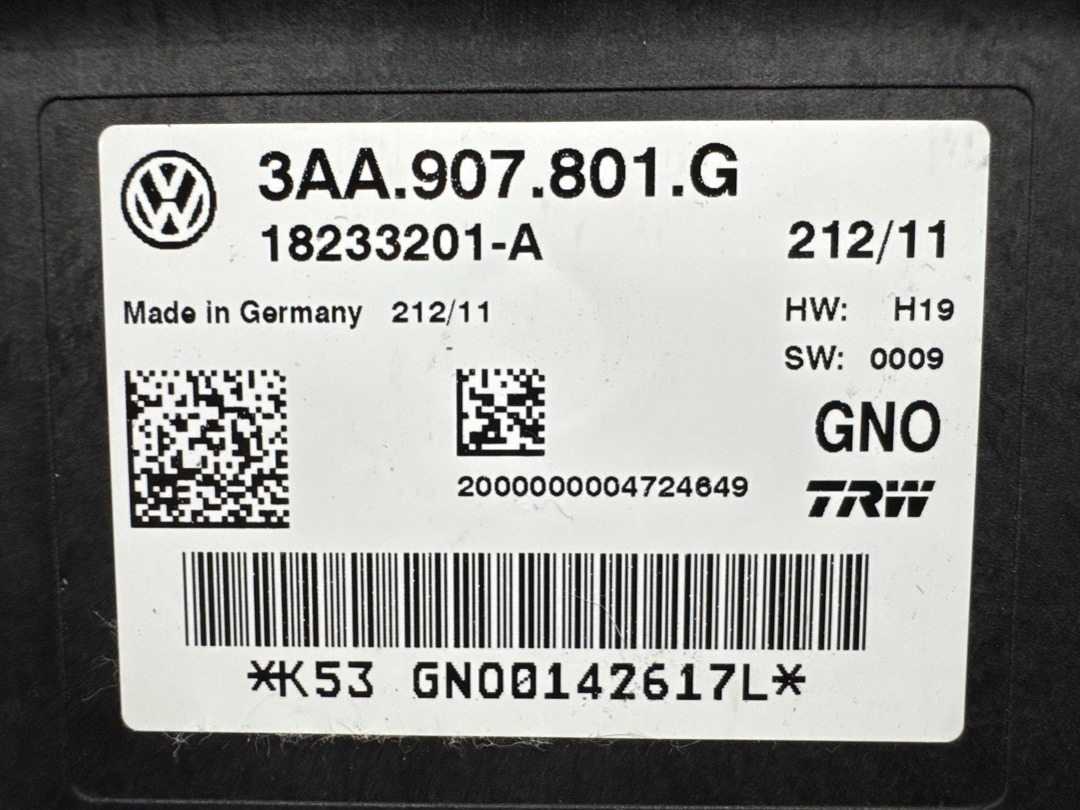 3AA.907.801.G
18233201-A
212/11
Made in Germany 212/11
HW: H19
SW: 0009
GNO
2000000004724649
TRW
*K53 GNO0142617L*